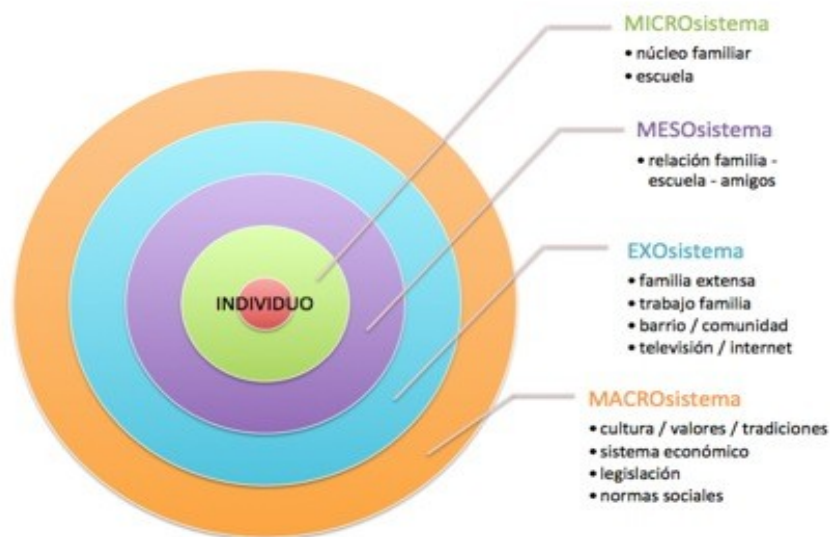 MICROsistema
• núcleo familiar
• escuela
MESOsistema
• relación familia -
escuela - amigos
EXOsistema
• familia extensa
• trabajo familia
• barrio / comunidad
• televisión / internet
MACROsistema
• cultura / valores / tradiciones
• sistema económico
• legislación
• normas sociales
INDIVIDUO